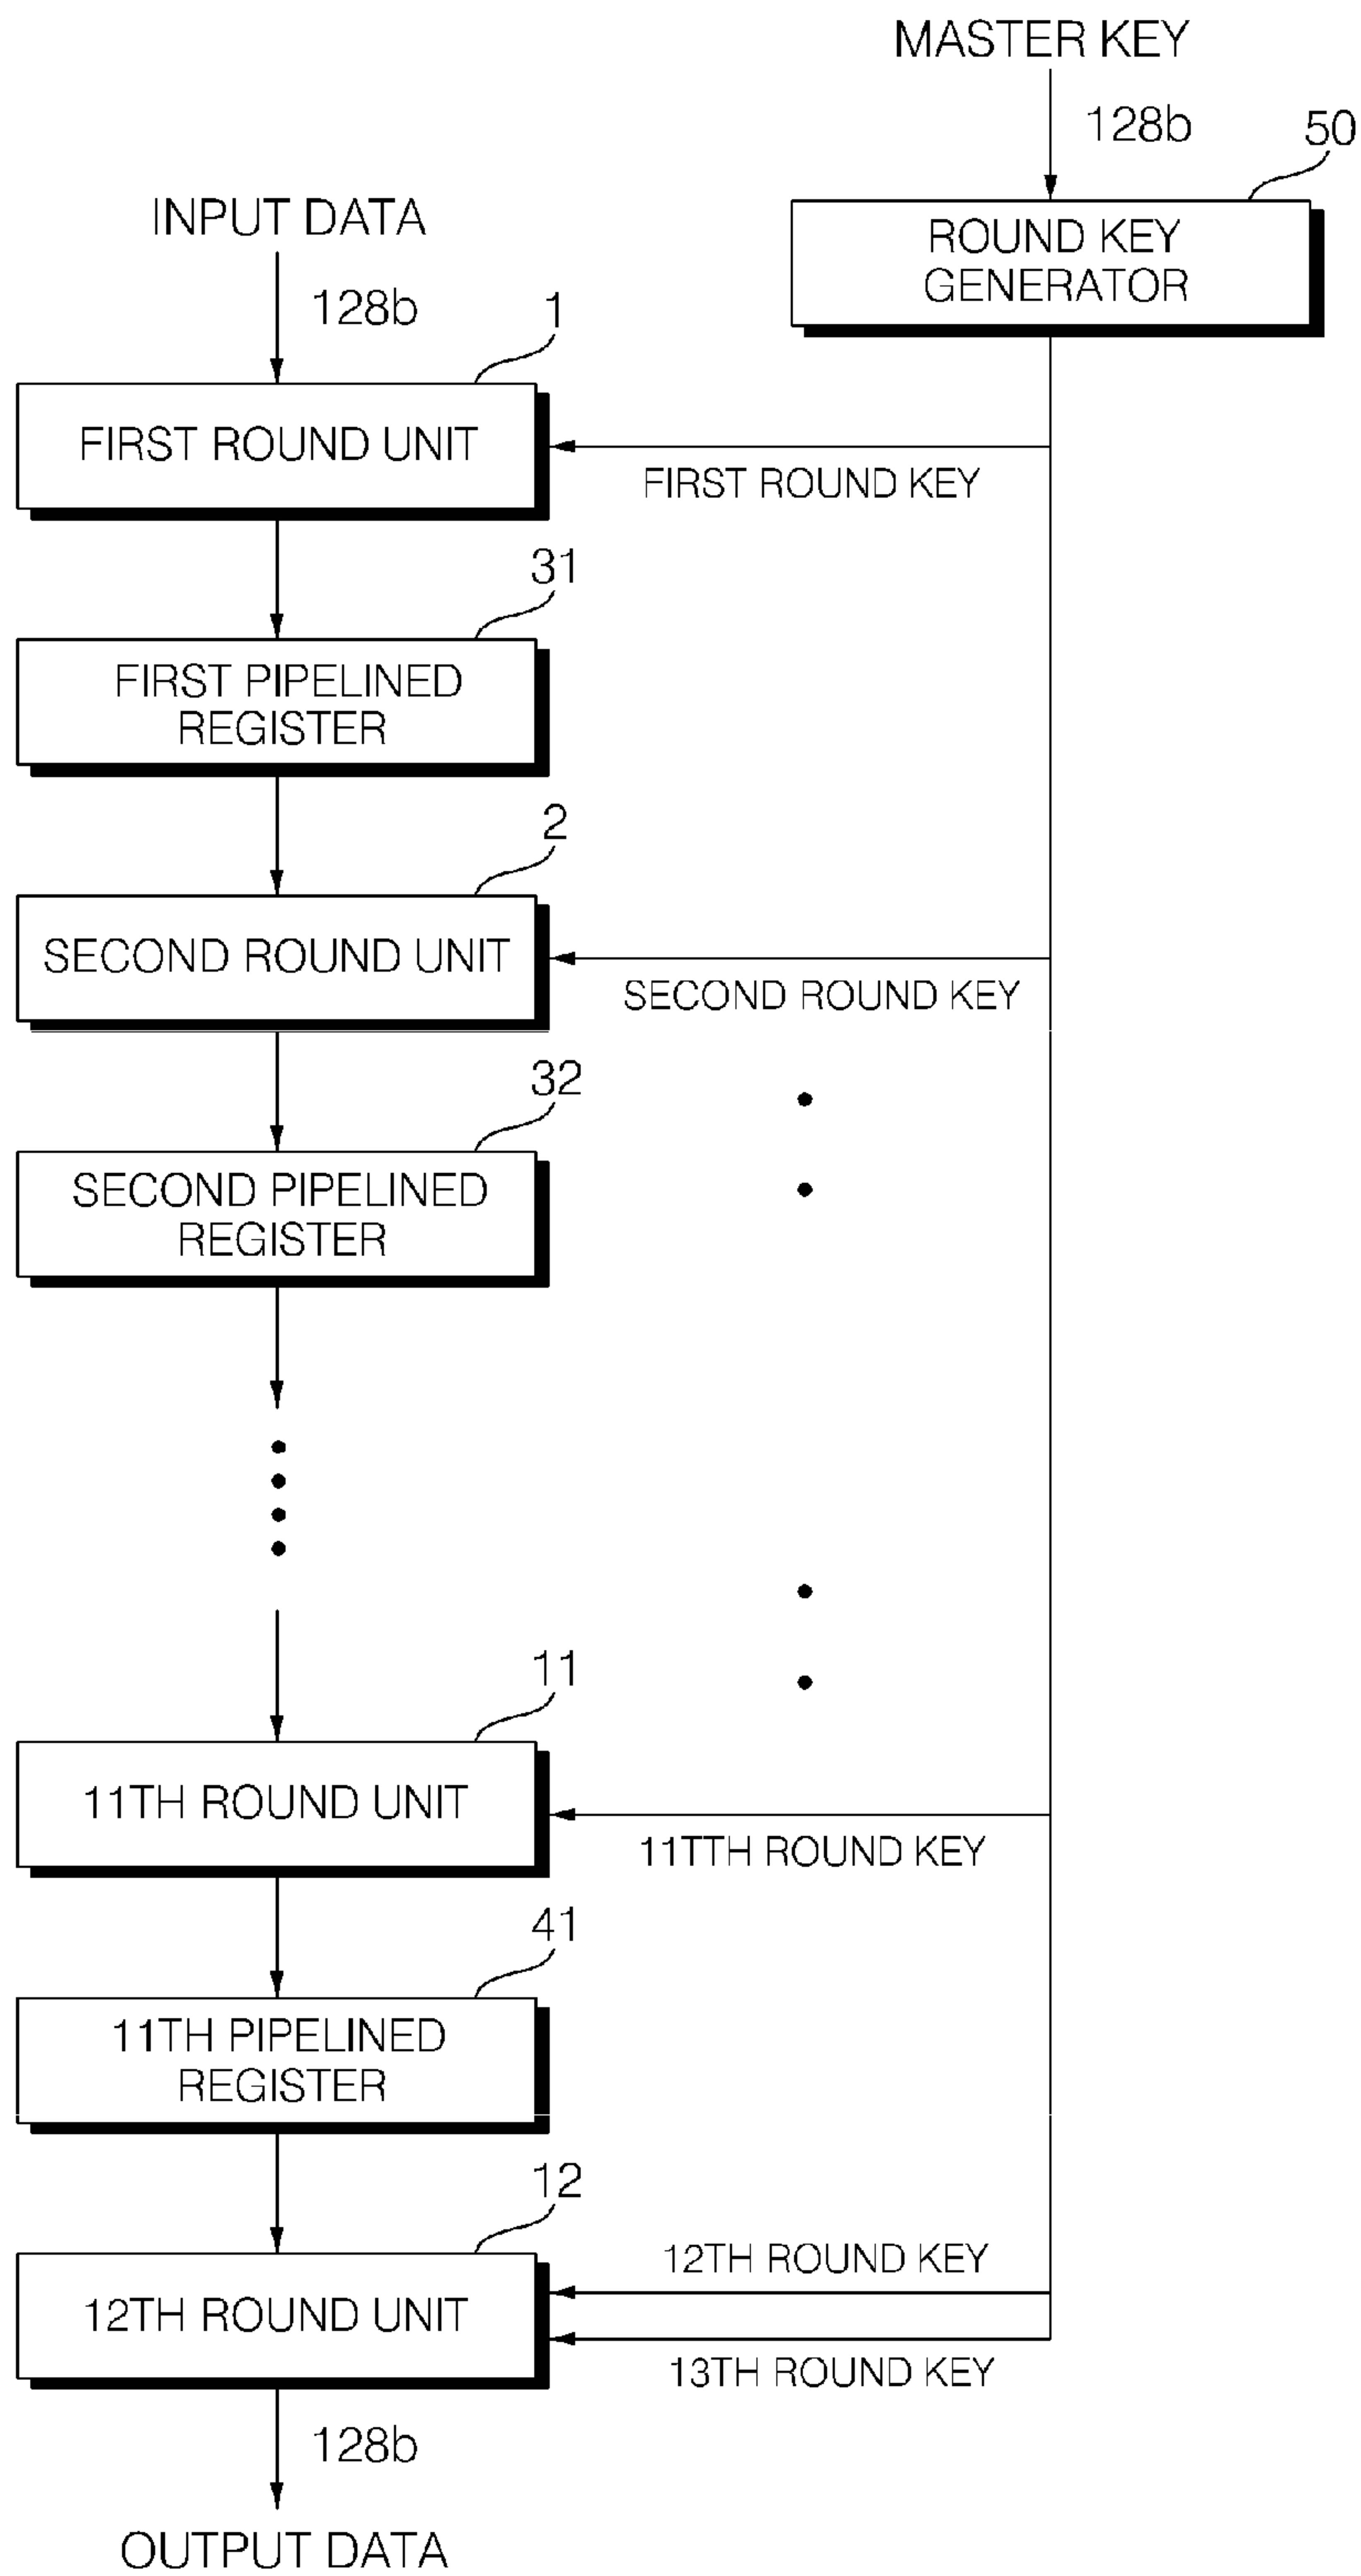 MASTER KEY
128b
50
ROUND KEY
GENERATOR
INPUT DATA
128b
1
FIRST ROUND UNIT
FIRST ROUND KEY
31
FIRST PIPELINED
REGISTER
2
SECOND ROUND UNIT
SECOND ROUND KEY
32
SECOND PIPELINED
REGISTER
11
11TH ROUND UNIT
11TTH ROUND KEY
41
11TH PIPELINED
REGISTER
12
12TH ROUND UNIT
12TH ROUND KEY
13TH ROUND KEY
128b
OUTPUT DATA